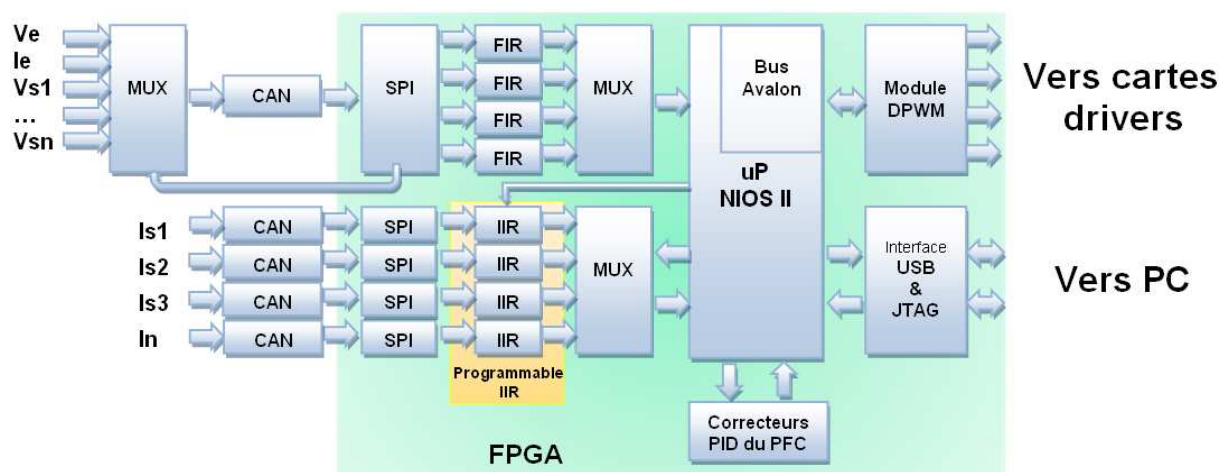 Ve
Ie
Vs1
...
Vsn
MUX
CAN
SPI
FIR
FIR
FIR
FIR
MUX
Bus
Avalon
uP
NIOS II
Module
DPWM
Vers cartes
drivers
Is1
Is2
Is3
In
CAN
CAN
CAN
CAN
SPI
SPI
SPI
SPI
IIR
IIR
IIR
IIR
Programmable
IIR
MUX
Interface
USB
&
JTAG
Vers PC
Correcteurs
PID du PFC
FPGA